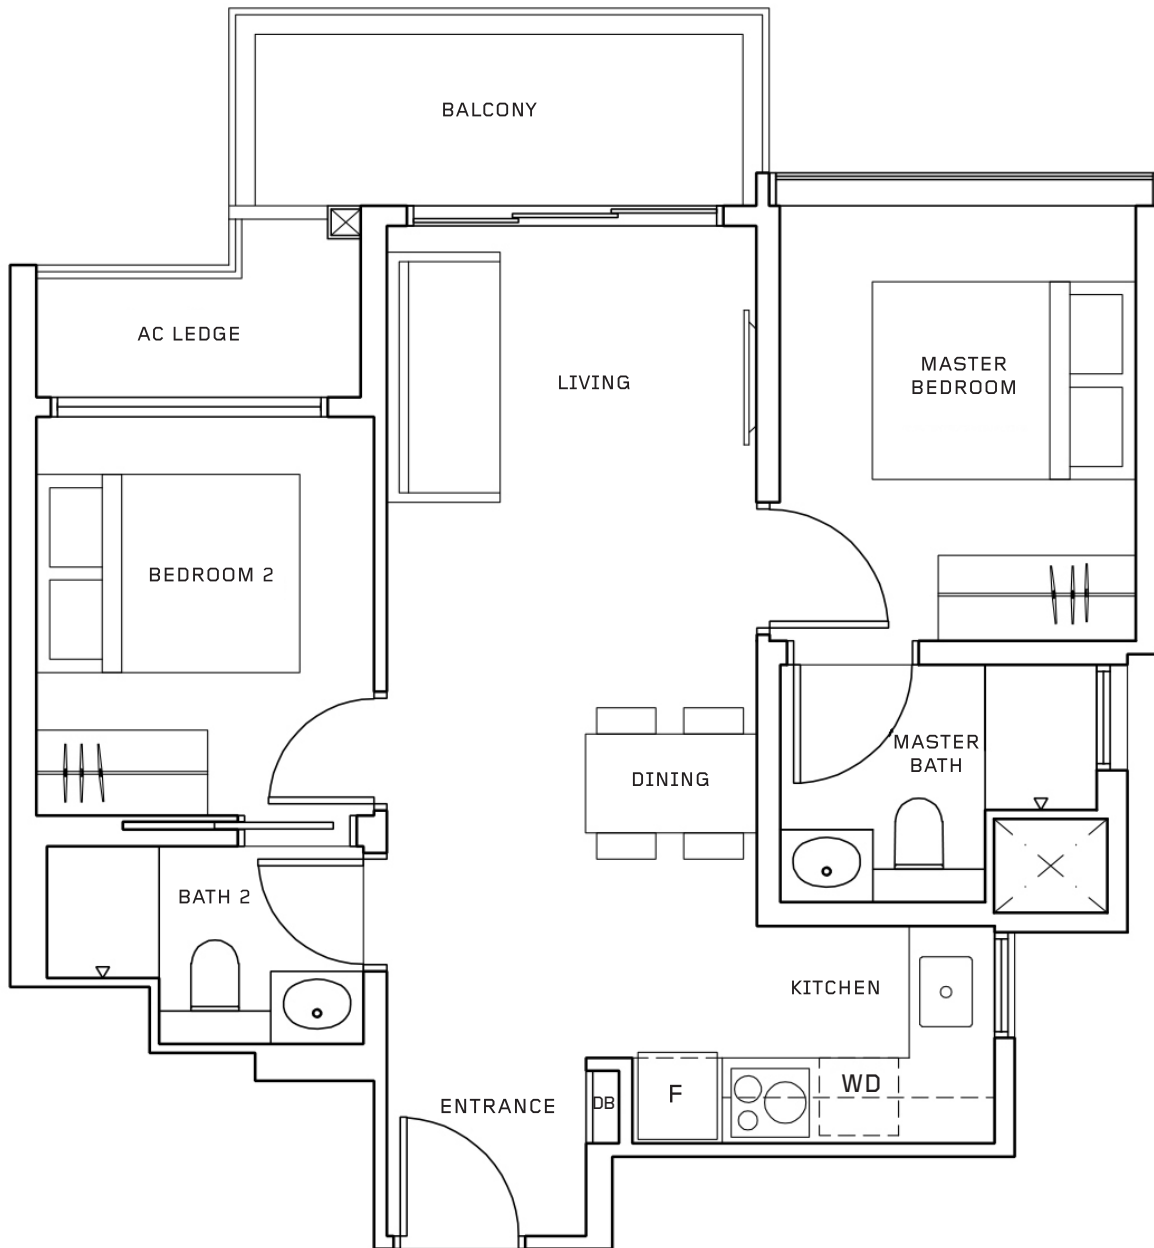 BALCONY
AC LEDGE
LIVING
MASTER
BEDROOM
BEDROOM 2
DINING
MASTER
BATH
BATH 2
KITCHEN
ENTRANCE
DB
F
WD